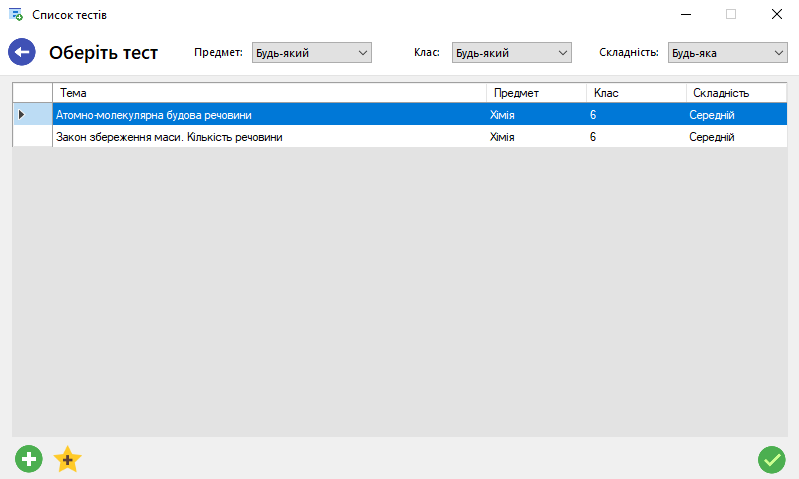 Список тестів
Оберіть тест Предмет: Будь-який Клас: Будь-який Складність: Будь-яка
Тема Предмет Клас Складність
Атомно-молекулярна будова речовини Хімія 6 Середній
Закон збереження маси. Кількість речовини Хімія 6 Середній